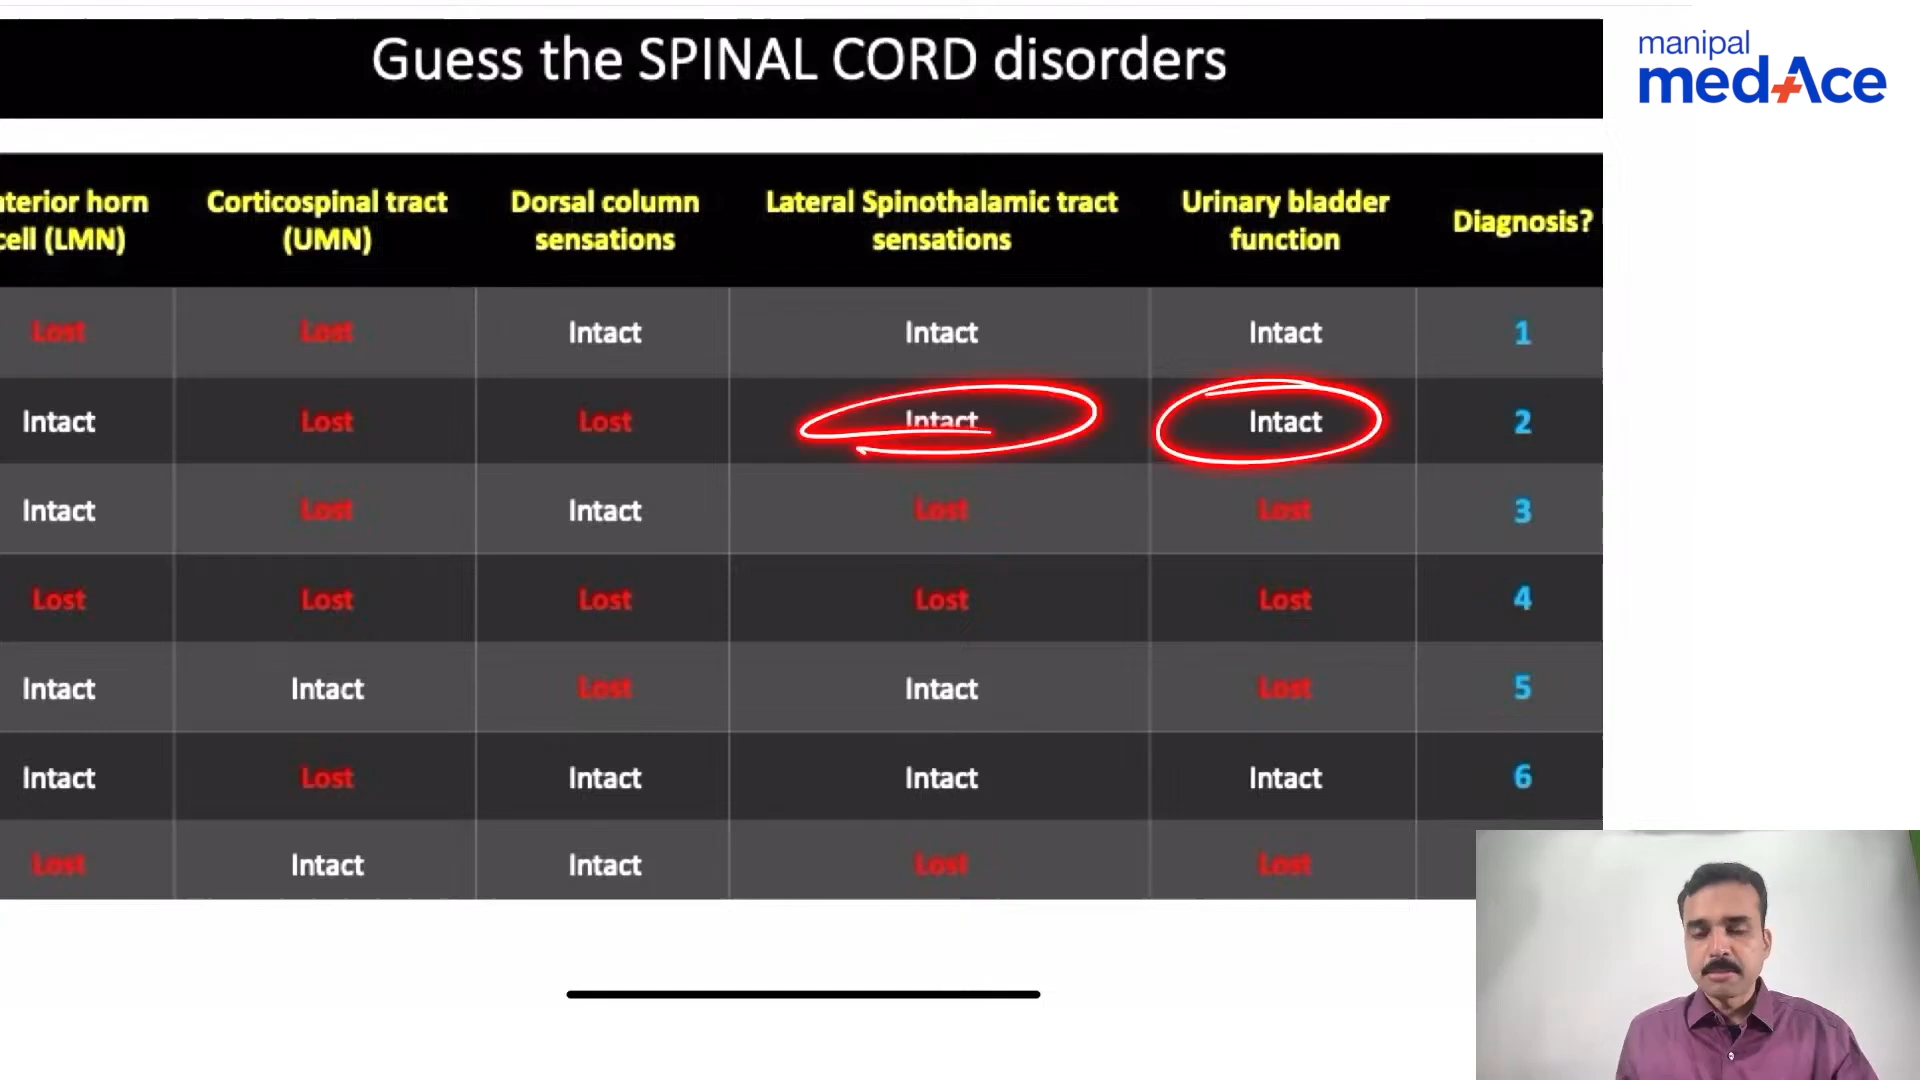 Guess the SPINAL CORD disorders
manipal
medAce
nterior horn cell (LMN) Corticospinal tract (UMN) Dorsal column sensations Lateral Spinothalamic tract sensations Urinary bladder function Diagnosis?
Lost Lost Intact Intact Intact 1
Intact Lost Lost Intact Intact 2
Intact Lost Intact Lost Lost 3
Lost Lost Lost Lost Lost 4
Intact Intact Lost Intact Lost 5
Intact Lost Intact Intact Intact 6
Lost Intact Intact Lost Lost